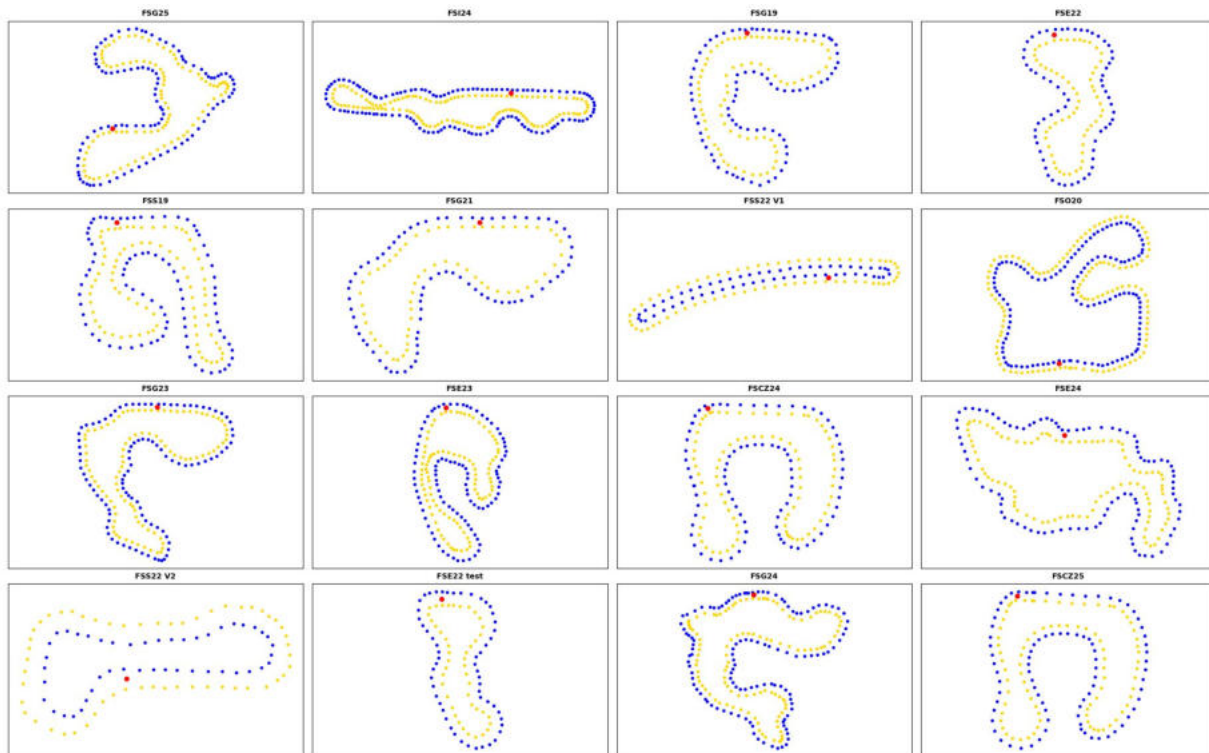 FSG25 FSI24 FSG19 FSE22
FSS19 FSG21 FSS22 V1 FSO20
FSG23 FSE23 FSCZ24 FSE24
FSS22 V2 FSE22 test FSG24 FSCZ25